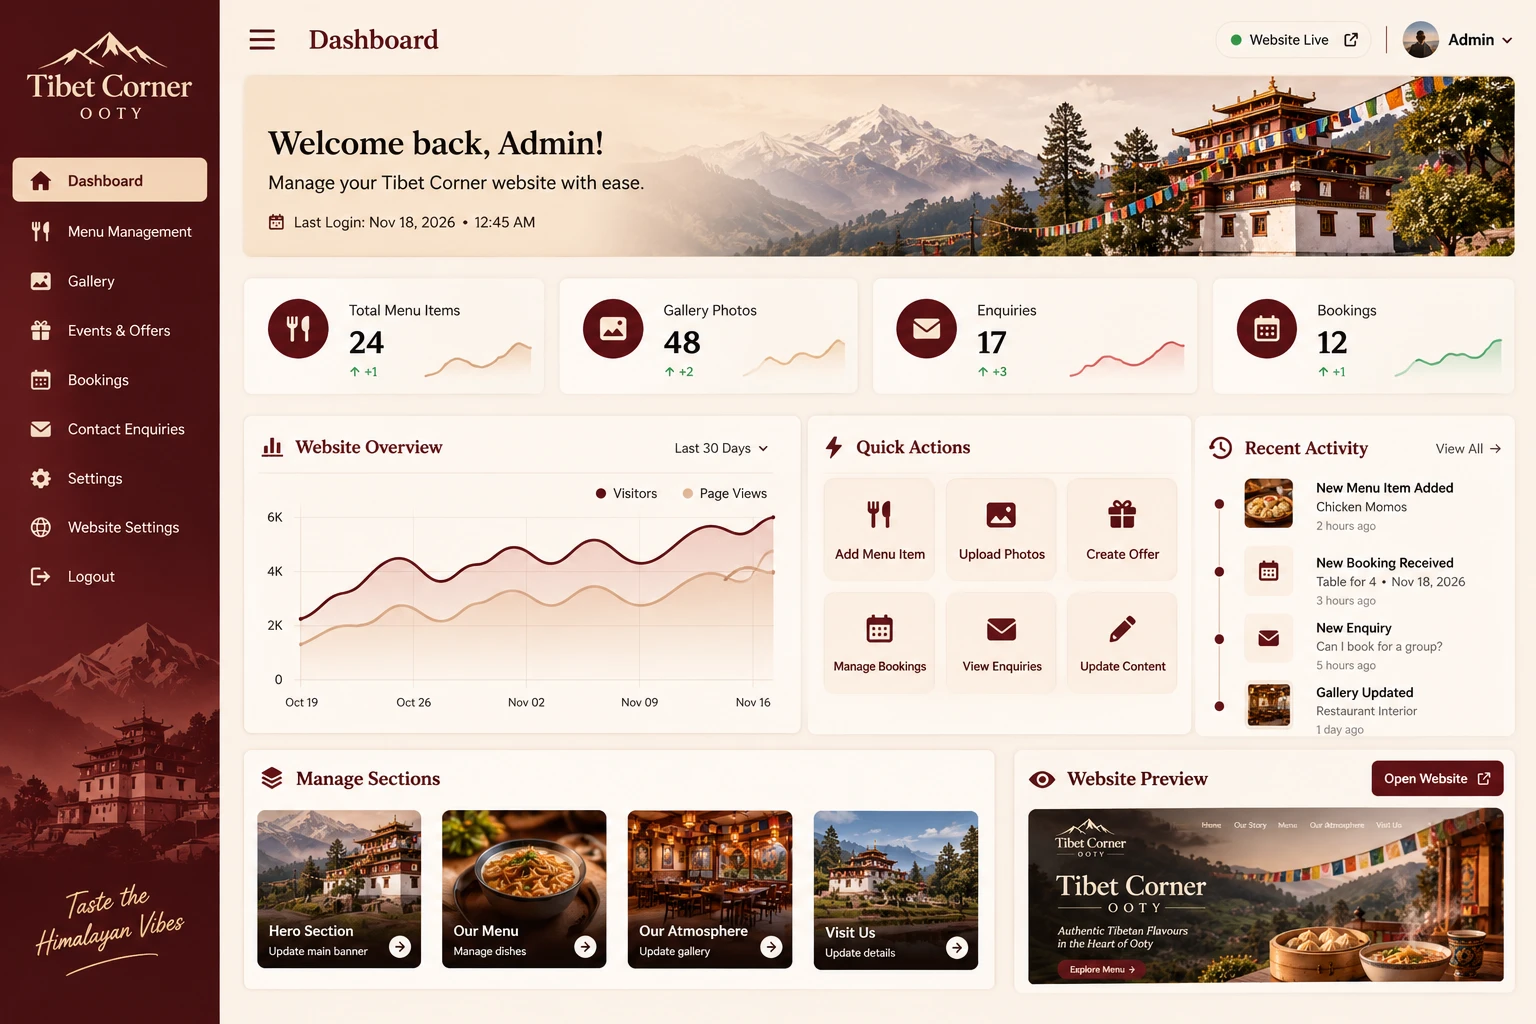 Tibet Corner
OOTY
Dashboard
Menu Management
Gallery
Events & Offers
Bookings
Contact Enquiries
Settings
Website Settings
Logout
Taste the
Himalayan Vibes
Dashboard
Website Live
Admin
Welcome back, Admin!
Manage your Tibet Corner website with ease.
Last Login: Nov 18, 2026 • 12:45 AM
Total Menu Items
24
↑ +1
Gallery Photos
48
↑ +2
Enquiries
17
↑ +3
Bookings
12
↑ +1
Website Overview
Last 30 Days
Visitors
Page Views
6K
4K
2K
0
Oct 19
Oct 26
Nov 02
Nov 09
Nov 16
Quick Actions
Add Menu Item
Upload Photos
Create Offer
Manage Bookings
View Enquiries
Update Content
Recent Activity
View All →
New Menu Item Added
Chicken Momos
2 hours ago
New Booking Received
Table for 4 • Nov 18, 2026
3 hours ago
New Enquiry
Can I book for a group?
5 hours ago
Gallery Updated
Restaurant Interior
1 day ago
Manage Sections
Hero Section
Update main banner
Our Menu
Manage dishes
Our Atmosphere
Update gallery
Visit Us
Update details
Website Preview
Open Website
Tibet Corner
OOTY
Home
Our Story
Menu
Our Atmosphere
Visit Us
Tibet Corner
OOTY
Authentic Tibetan Flavours
in the Heart of Ooty
Explore Menu →